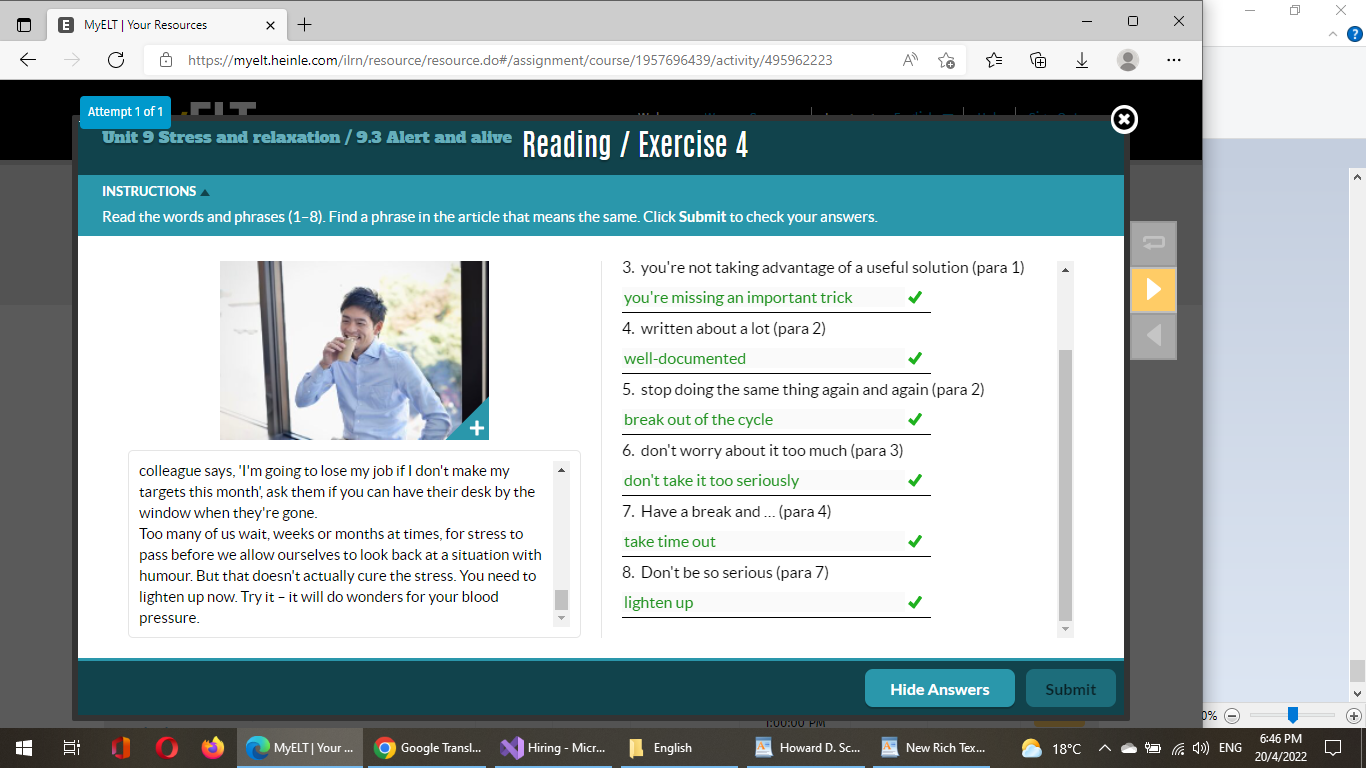 MyELT | Your Resources
https://myelt.heinle.com/ilrn/resource/resource.do#/assignment/course/1957696439/activity/495962223
Attempt 1 of 1
Unit 9 Stress and relaxation / 9.3 Alert and alive
Reading / Exercise 4
INSTRUCTIONS
Read the words and phrases (1–8). Find a phrase in the article that means the same. Click Submit to check your answers.
colleague says, 'I'm going to lose my job if I don't make my
targets this month', ask them if you can have their desk by the
window when they're gone.
Too many of us wait, weeks or months at times, for stress to
pass before we allow ourselves to look back at a situation with
humour. But that doesn't actually cure the stress. You need to
lighten up now. Try it – it will do wonders for your blood
pressure.
3. you're not taking advantage of a useful solution (para 1)
you're missing an important trick
4. written about a lot (para 2)
well-documented
5. stop doing the same thing again and again (para 2)
break out of the cycle
6. don't worry about it too much (para 3)
don't take it too seriously
7. Have a break and ... (para 4)
take time out
8. Don't be so serious (para 7)
lighten up
Hide Answers
Submit
1:00:00 PM
0%
MyELT | Your ...
Google Transl...
Hiring - Micr...
English
Howard D. Sc...
New Rich Tex...
18°C
ENG
6:46 PM
20/4/2022